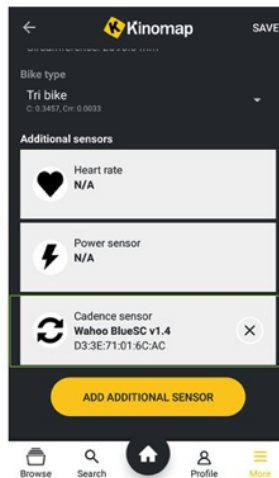 Kinomap
SAVE
Bike type
Tri bike
C: 0.3457, Crr: 0.0033
Additional sensors
Heart rate
N/A
Power sensor
N/A
Cadence sensor
Wahoo BlueSC v1.4
D3:3E:71:01:6C:AC
ADD ADDITIONAL SENSOR
Browse
Search
Profile
More